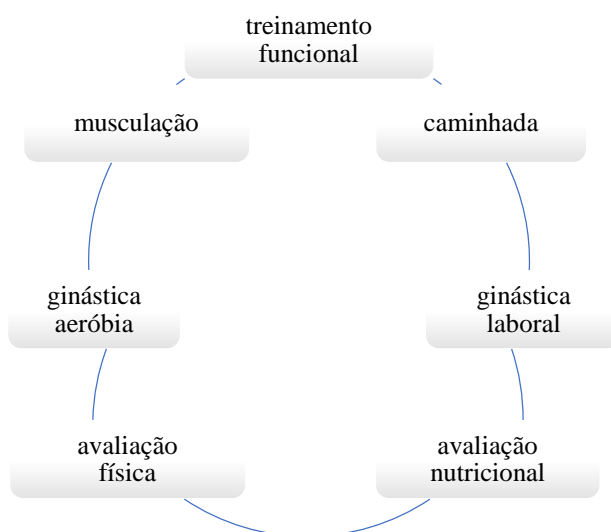 treinamento
funcional
musculação
caminhada
ginástica
aeróbia
ginástica
laboral
avaliação
física
avaliação
nutricional